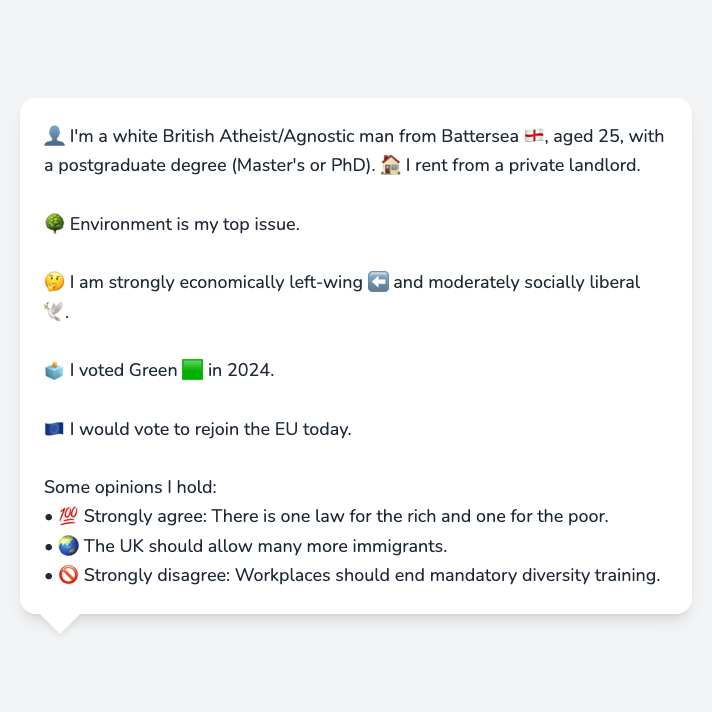 👤 I'm a white British Atheist/Agnostic man from Battersea 🏴󠁧󠁢󠁥󠁮󠁧󠁿, aged 25, with
a postgraduate degree (Master's or PhD). 🏠 I rent from a private landlord.
🌳 Environment is my top issue.
🤔 I am strongly economically left-wing ⬅️ and moderately socially liberal
🕊️.
🗳️ I voted Green 🟩 in 2024.
🇪🇺 I would vote to rejoin the EU today.
Some opinions I hold:
• 💯 Strongly agree: There is one law for the rich and one for the poor.
• 🌏 The UK should allow many more immigrants.
• 🚫 Strongly disagree: Workplaces should end mandatory diversity training.